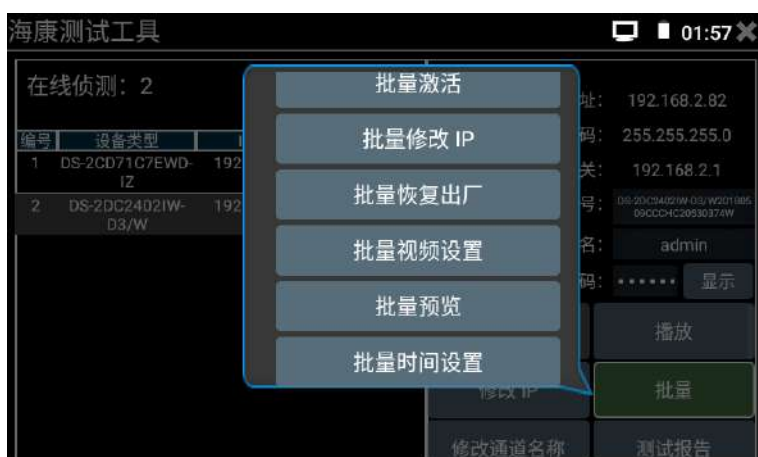 海康测试工具
01:57
在线侦测：2
编号 设备类型
1 DS-2CD71C7EWD-IZ 192
2 DS-2DC2402IW-D3/W 192
批量激活
批量修改 IP
批量恢复出厂
批量视频设置
批量预览
批量时间设置
址： 192.168.2.82
码： 255.255.255.0
关： 192.168.2.1
号：
名： admin
码： •••••• 显示
播放
修改 IP
批量
修改通道名称
测试报告